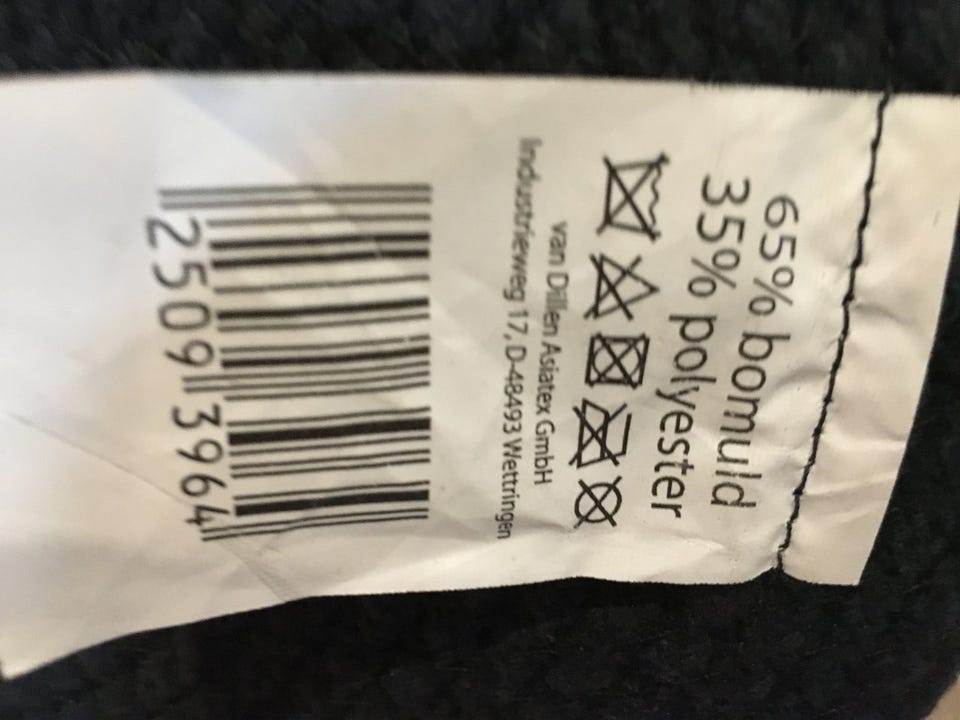 65% bomuld
35% polyester
van Dillen Asiatex GmbH
Industrieweg 17, D-48493 Wettringen
2509 3964